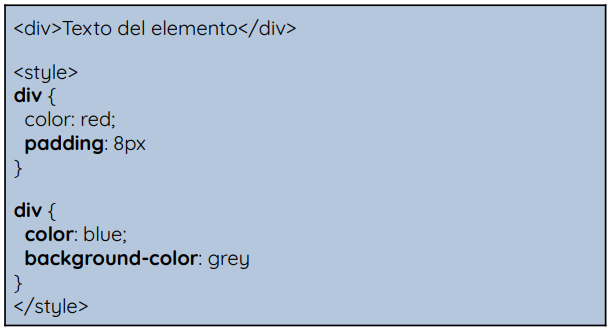 <div>Texto del elemento</div>
<style>
div {
color: red;
padding: 8px
}
div {
color: blue;
background-color: grey
}
</style>